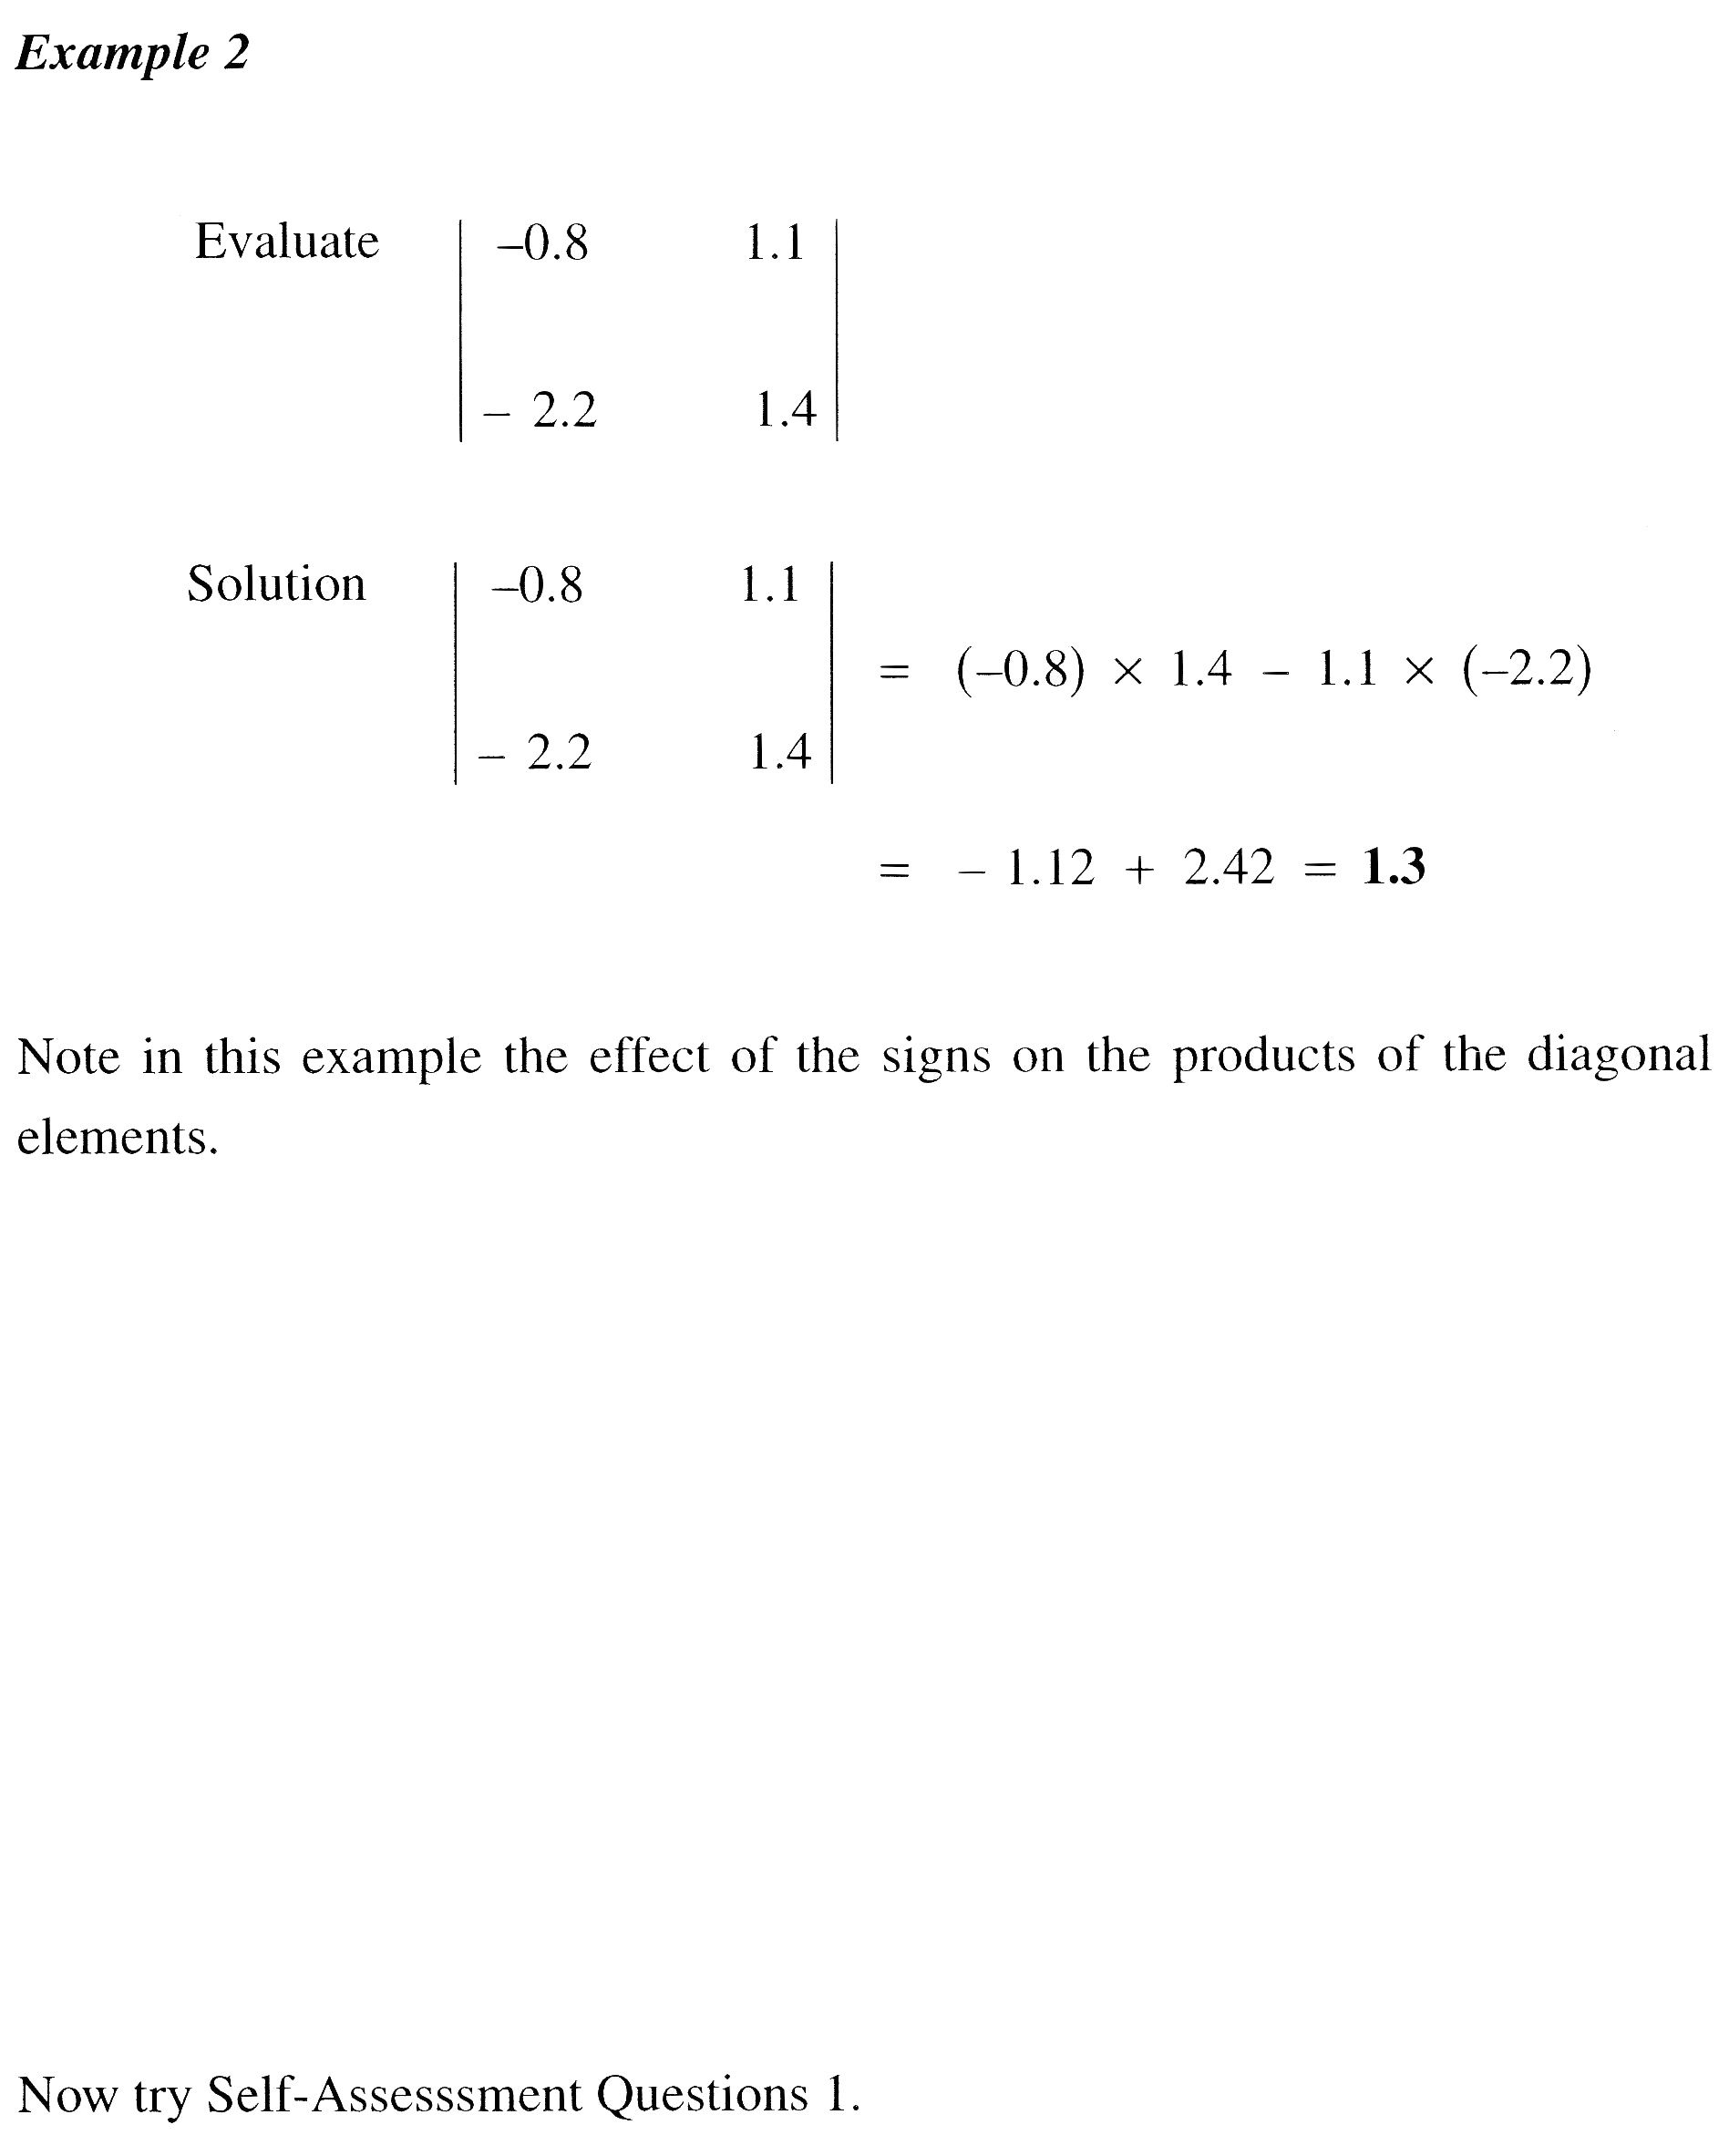 Example 2
Evaluate | –0.8 1.1 |
| – 2.2 1.4 |
Solution | –0.8 1.1 |
= (–0.8) × 1.4 – 1.1 × (–2.2)
| – 2.2 1.4 |
= – 1.12 + 2.42 = 1.3
Note in this example the effect of the signs on the products of the diagonal
elements.
Now try Self-Assesssment Questions 1.